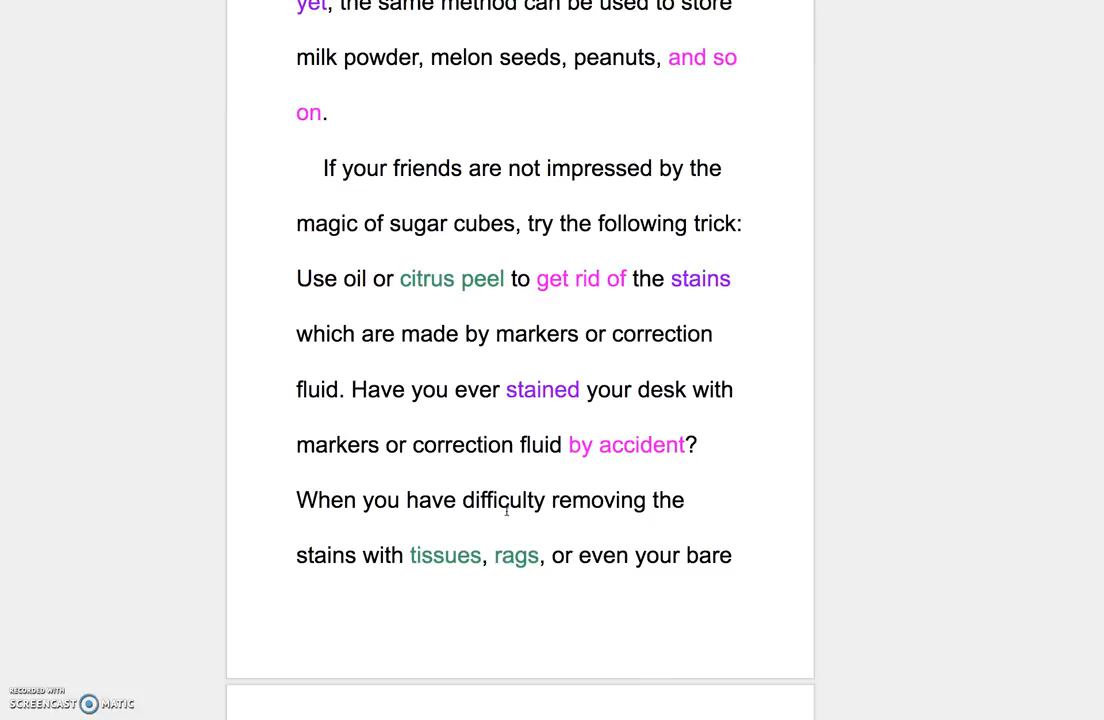 yet, the same method can be used to store
milk powder, melon seeds, peanuts, and so
on.
If your friends are not impressed by the
magic of sugar cubes, try the following trick:
Use oil or citrus peel to get rid of the stains
which are made by markers or correction
fluid. Have you ever stained your desk with
markers or correction fluid by accident?
When you have difficulty removing the
stains with tissues, rags, or even your bare
RECORDED WITH
SCREENCAST MATIC